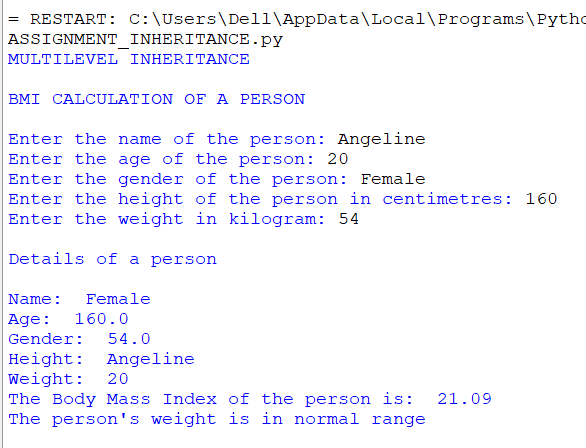 = RESTART: C:\Users\Dell\AppData\Local\Programs\Pytho
ASSIGNMENT_INHERITANCE.py
MULTILEVEL INHERITANCE
BMI CALCULATION OF A PERSON
Enter the name of the person: Angeline
Enter the age of the person: 20
Enter the gender of the person: Female
Enter the height of the person in centimetres: 160
Enter the weight in kilogram: 54
Details of a person
Name:  Female
Age:  160.0
Gender:  54.0
Height:  Angeline
Weight:  20
The Body Mass Index of the person is:  21.09
The person's weight is in normal range